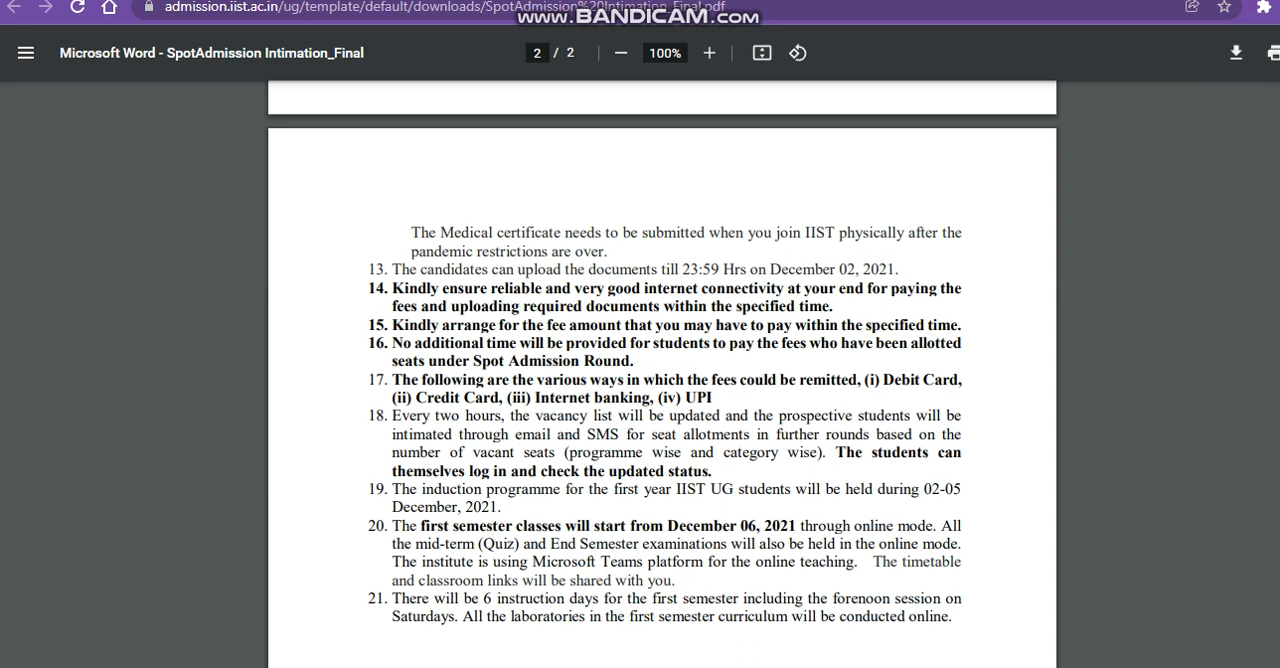 admission.iist.ac.in/ug/template/default/downloads/SpotAdmission%20Intimation_Final.pdf
www.BANDICAM.com
Microsoft Word - SpotAdmission Intimation_Final
2 / 2
100%
The Medical certificate needs to be submitted when you join IIST physically after the
pandemic restrictions are over.
13. The candidates can upload the documents till 23:59 Hrs on December 02, 2021.
14. Kindly ensure reliable and very good internet connectivity at your end for paying the
fees and uploading required documents within the specified time.
15. Kindly arrange for the fee amount that you may have to pay within the specified time.
16. No additional time will be provided for students to pay the fees who have been allotted
seats under Spot Admission Round.
17. The following are the various ways in which the fees could be remitted, (i) Debit Card,
(ii) Credit Card, (iii) Internet banking, (iv) UPI
18. Every two hours, the vacancy list will be updated and the prospective students will be
intimated through email and SMS for seat allotments in further rounds based on the
number of vacant seats (programme wise and category wise). The students can
themselves log in and check the updated status.
19. The induction programme for the first year IIST UG students will be held during 02-05
December, 2021.
20. The first semester classes will start from December 06, 2021 through online mode. All
the mid-term (Quiz) and End Semester examinations will also be held in the online mode.
The institute is using Microsoft Teams platform for the online teaching. The timetable
and classroom links will be shared with you.
21. There will be 6 instruction days for the first semester including the forenoon session on
Saturdays. All the laboratories in the first semester curriculum will be conducted online.